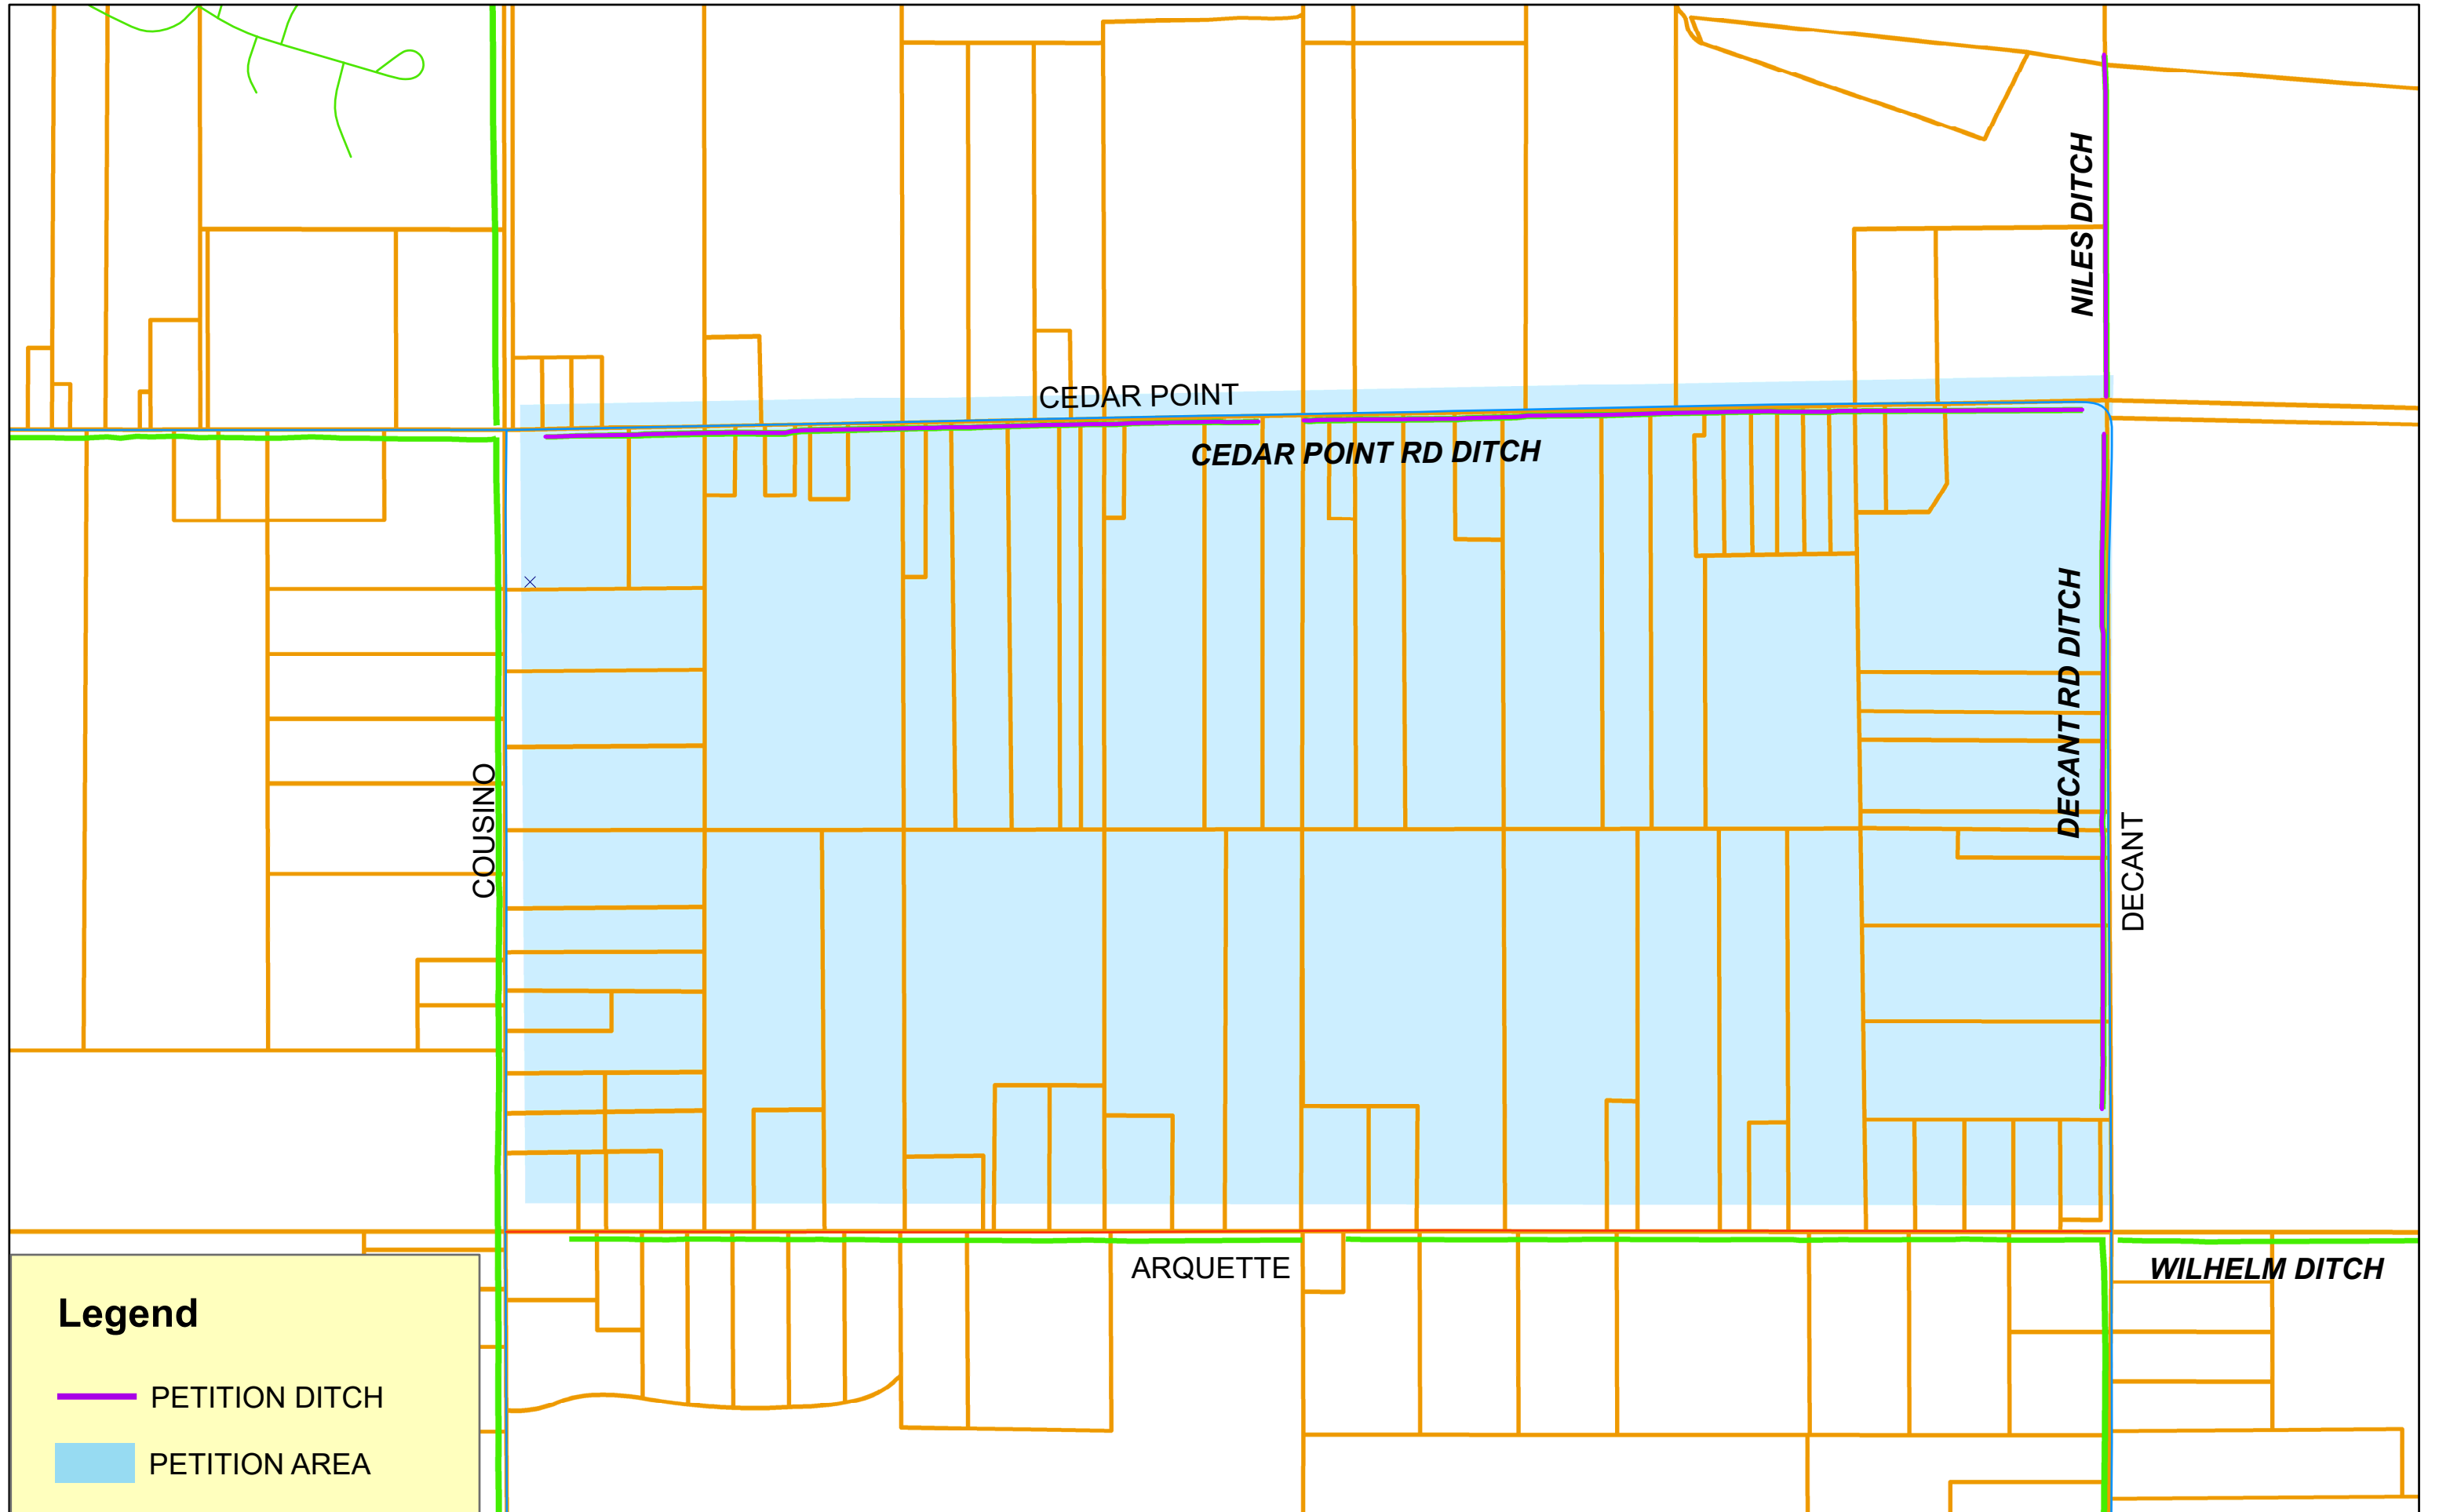 NILES DITCH
CEDAR POINT
CEDAR POINT RD DITCH
DECANT RD DITCH
COUSINO
DECANT
ARQUETTE
WILHELM DITCH
Legend
PETITION DITCH
PETITION AREA